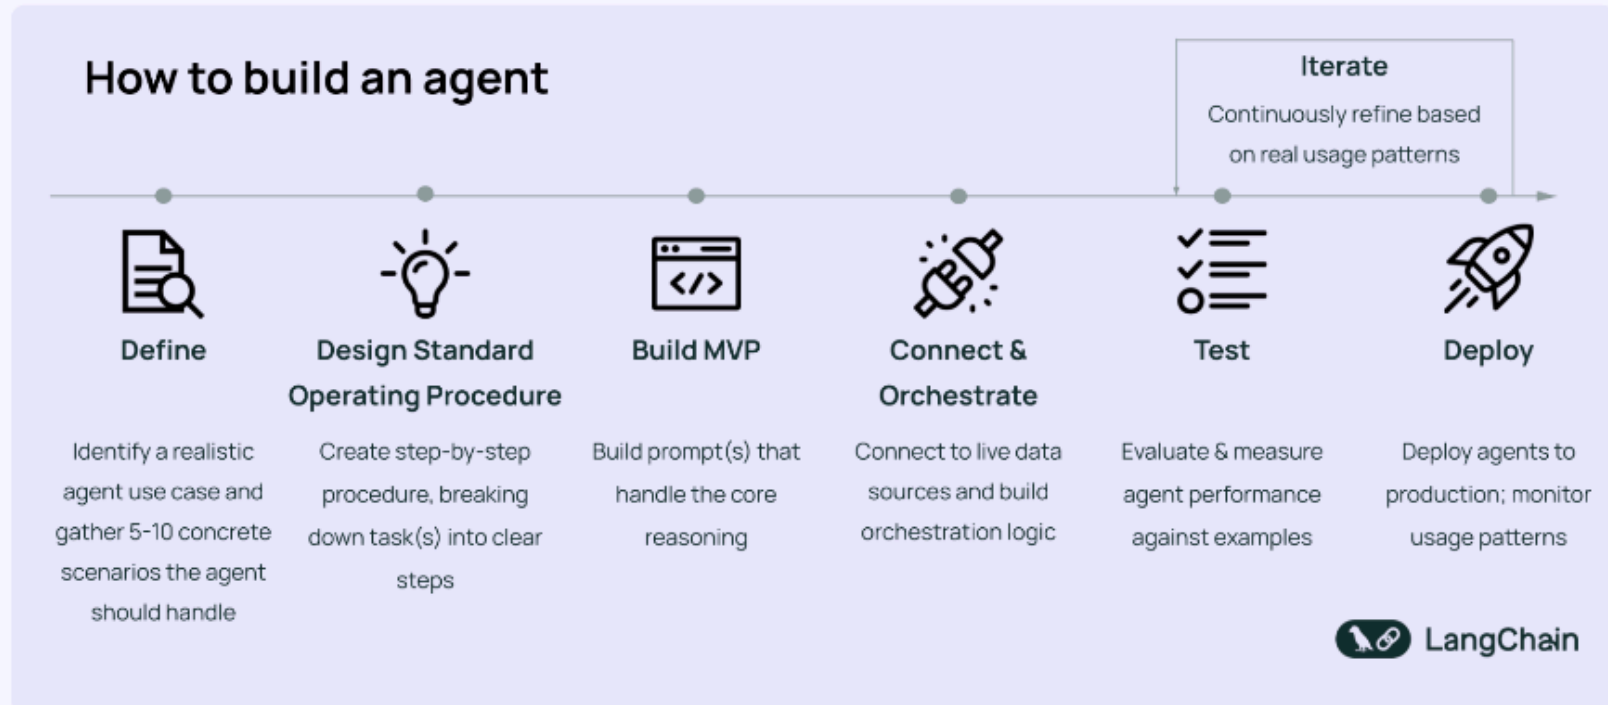 How to build an agent
Iterate
Continuously refine based
on real usage patterns
Define
Identify a realistic
agent use case and
gather 5-10 concrete
scenarios the agent
should handle
Design Standard
Operating Procedure
Create step-by-step
procedure, breaking
down task(s) into clear
steps
</>
Build MVP
Build prompt(s) that
handle the core
reasoning
Connect &
Orchestrate
Connect to live data
sources and build
orchestration logic
Test
Evaluate & measure
agent performance
against examples
Deploy
Deploy agents to
production; monitor
usage patterns
LangChain